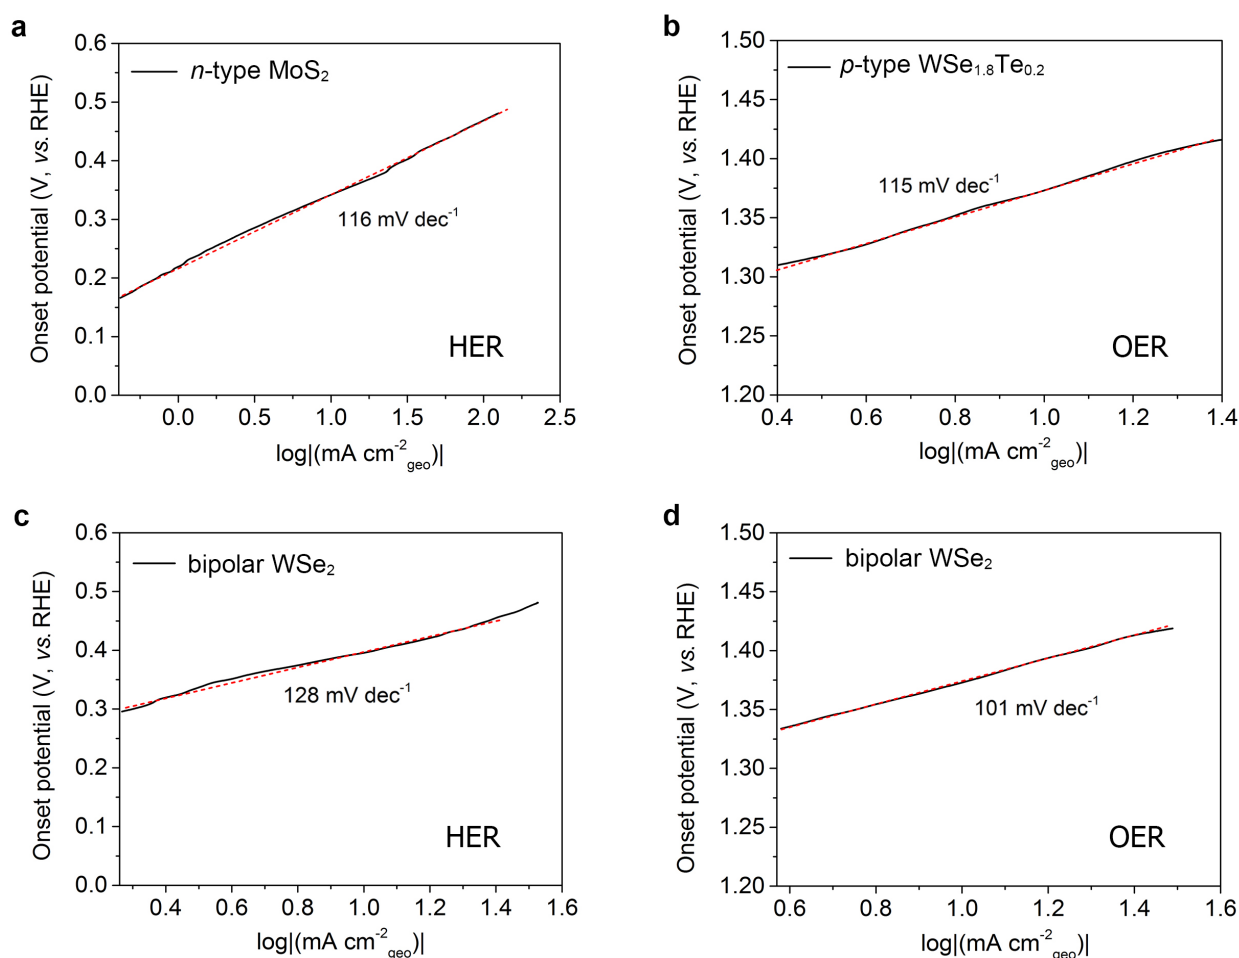 a
0.6
0.5
0.4
0.3
0.2
0.1
0.0
Onset potential (V, vs. RHE)
n-type MoS₂
116 mV dec⁻¹
HER
0.0 0.5 1.0 1.5 2.0 2.5
log|(mA cm⁻²geo)|
b
1.50
1.45
1.40
1.35
1.30
1.25
1.20
Onset potential (V, vs. RHE)
p-type WSe₁.₈Te₀.₂
115 mV dec⁻¹
OER
0.4 0.6 0.8 1.0 1.2 1.4
log|(mA cm⁻²geo)|
c
0.6
0.5
0.4
0.3
0.2
0.1
0.0
Onset potential (V, vs. RHE)
bipolar WSe₂
128 mV dec⁻¹
HER
0.4 0.6 0.8 1.0 1.2 1.4 1.6
log|(mA cm⁻²geo)|
d
1.50
1.45
1.40
1.35
1.30
1.25
1.20
Onset potential (V, vs. RHE)
bipolar WSe₂
101 mV dec⁻¹
OER
0.6 0.8 1.0 1.2 1.4 1.6
log|(mA cm⁻²geo)|